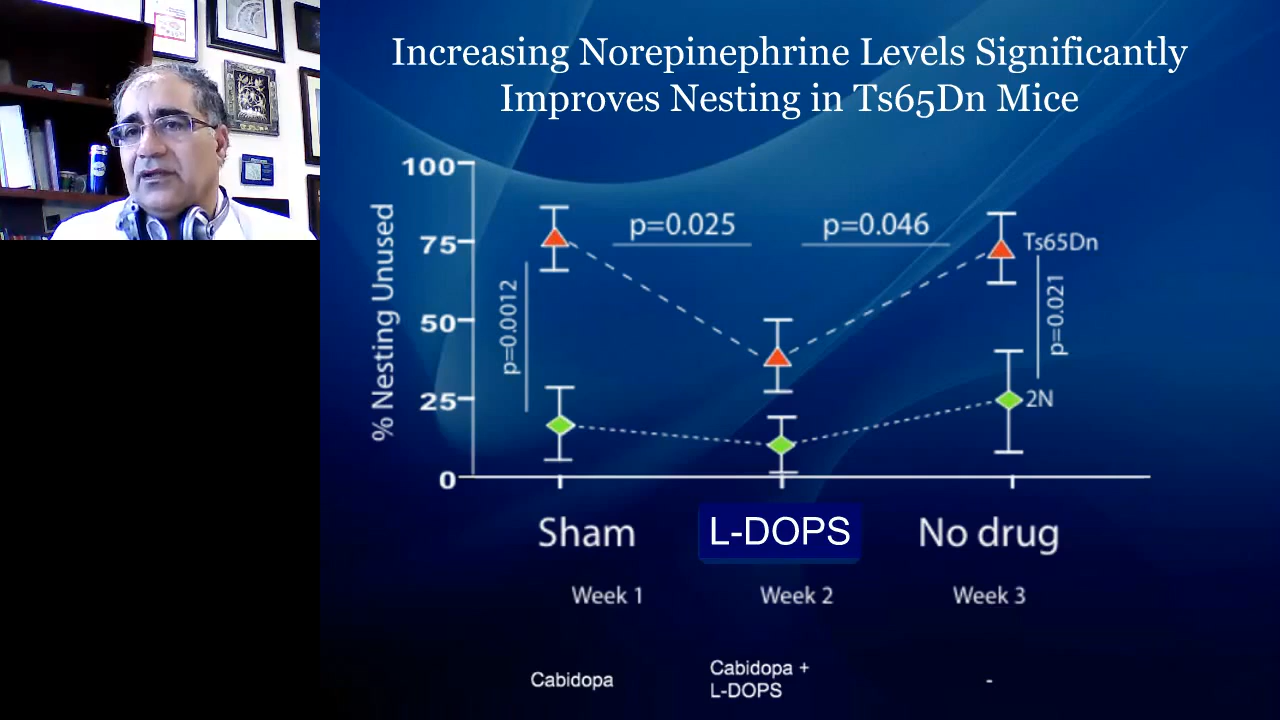 Increasing Norepinephrine Levels Significantly
Improves Nesting in Ts65Dn Mice
% Nesting Unused
100
75
50
25
0
p=0.0012
p=0.025
p=0.046
Ts65Dn
p=0.021
2N
Sham
L-DOPS
No drug
Week 1
Week 2
Week 3
Cabidopa
Cabidopa +
L-DOPS
-